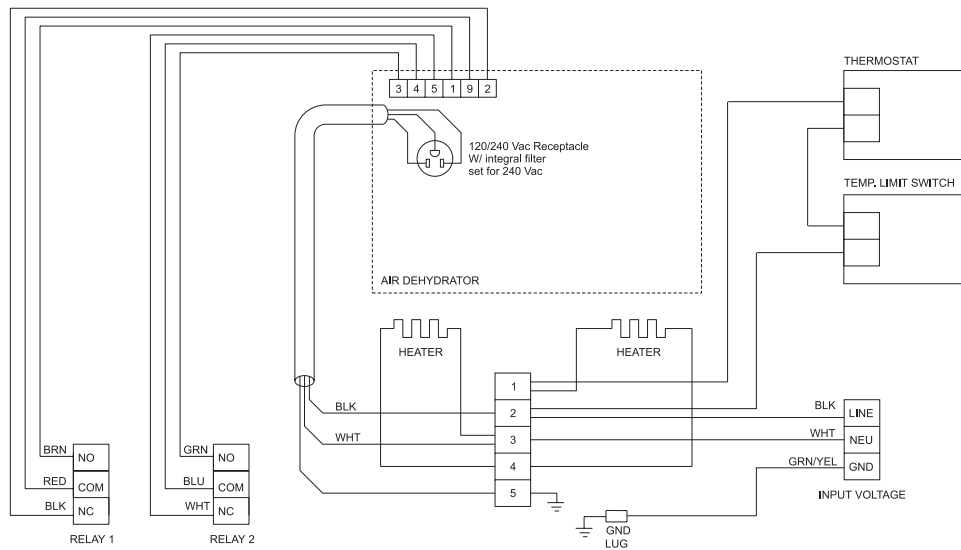 THERMOSTAT
3 4 5 1 9 2
120/240 Vac Receptacle
W/ integral filter
set for 240 Vac
TEMP. LIMIT SWITCH
AIR DEHYDRATOR
HEATER
HEATER
1
2
3
4
5
BLK
WHT
BLK
WHT
GRN/YEL
LINE
NEU
GND
INPUT VOLTAGE
BRN
RED
BLK
NO
COM
NC
RELAY 1
GRN
BLU
WHT
NO
COM
NC
RELAY 2
GND
LUG